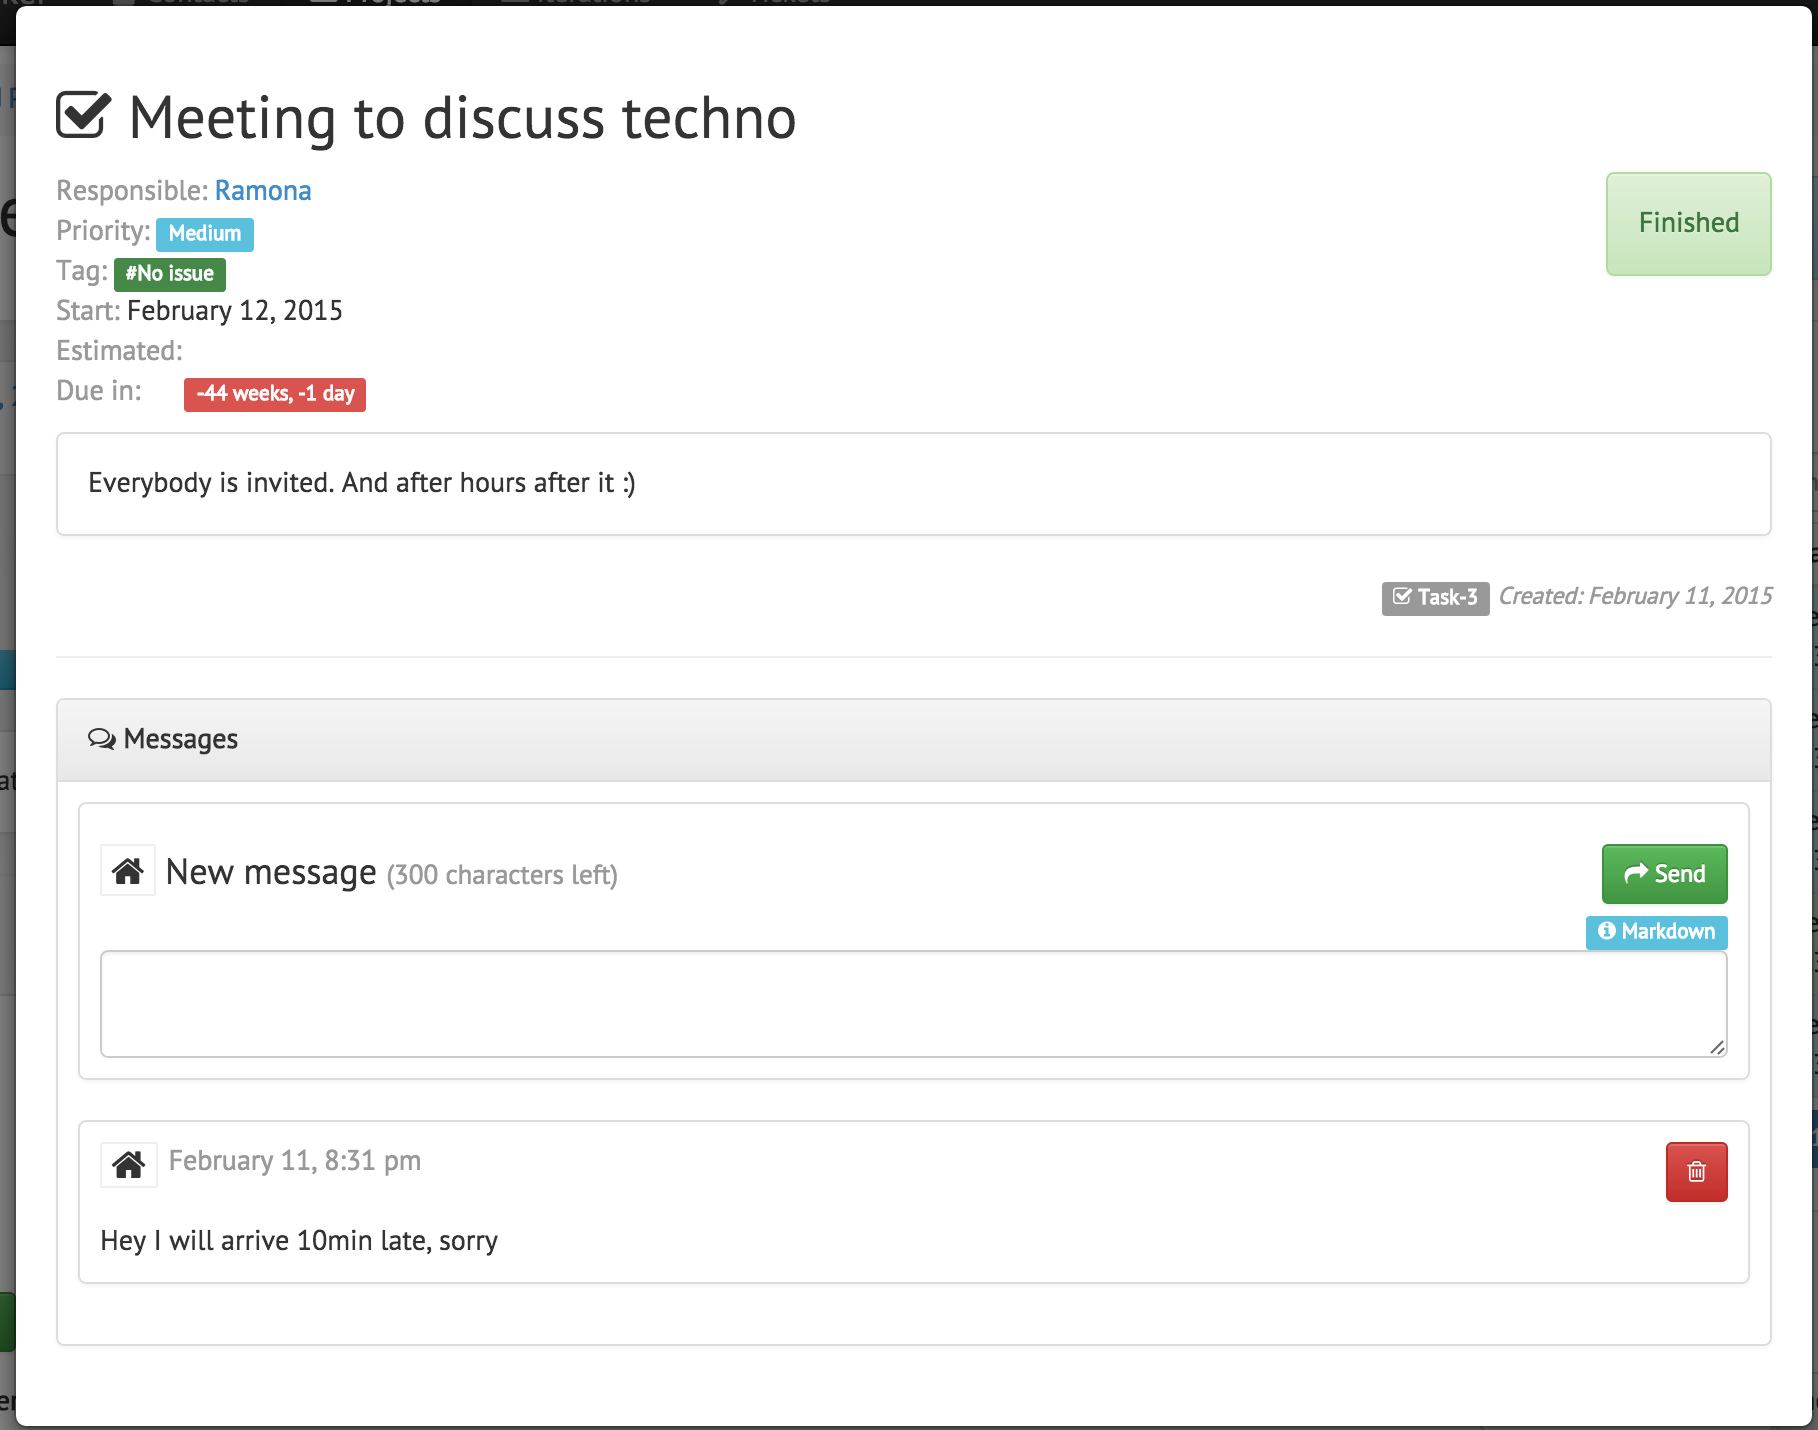 Projects
Meeting to discuss techno
Responsible: Ramona
Finished
Priority: Medium
Tag: #No issue
Start: February 12, 2015
Estimated:
Due in: -44 weeks, -1 day
Everybody is invited. And after hours after it :)
Task-3 Created: February 11, 2015
Messages
New message (300 characters left)
Send
Markdown
February 11, 8:31 pm
Hey I will arrive 10min late, sorry